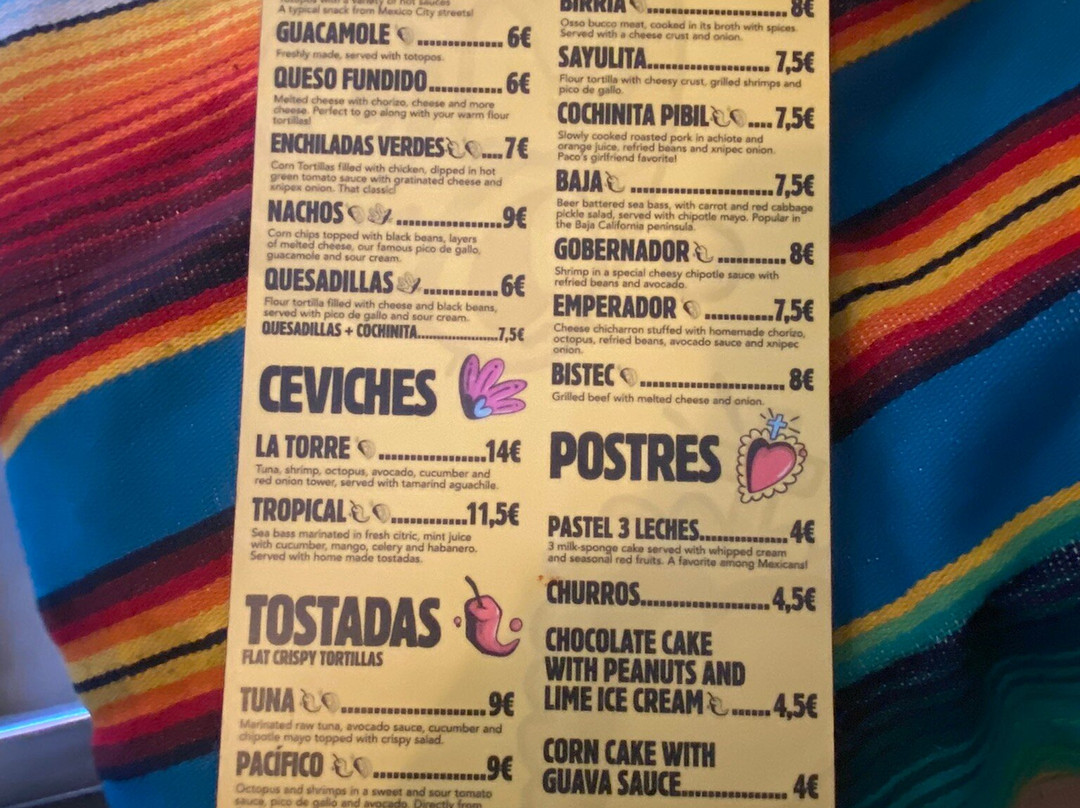 A typical snack from Mexico City streets!
GUACAMOLE ............... 6€
Freshly made, served with totopos.
QUESO FUNDIDO............. 6€
Melted cheese with chorizo, cheese and more
cheese. Perfect to go along with your warm flour
tortillas!
ENCHILADAS VERDES....7€
Corn Tortillas filled with chicken, dipped in hot
green tomato sauce with gratinated cheese and
xnipex onion. That classic!
NACHOS ..................9€
Corn chips topped with black beans, layers
of melted cheese, our famous pico de gallo,
guacamole and sour cream.
QUESADILLAS .............6€
Flour tortilla filled with cheese and black beans,
served with pico de gallo and sour cream.
QUESADILLAS + COCHINITA.......................7,5€
CEVICHES
LA TORRE ..................14€
Tuna, shrimp, octopus, avocado, cucumber and
red onion tower, served with tamarind aguachile.
TROPICAL ............11,5€
Sea bass marinated in fresh citric, mint juice
with cucumber, mango, celery and habanero.
Served with home made tostadas.
TOSTADAS
FLAT CRISPY TORTILLAS
TUNA .........................9€
Marinated raw tuna, avocado sauce, cucumber and
chipotle mayo topped with crispy salad.
PACÍFICO ....................9€
Octopus and shrimps in a sweet and sour tomato
sauce, pico de gallo and avocado. Directly from
BIRRIA ........................8€
Osso bucco meat, cooked in its broth with spices.
Served with a cheese crust and onion.
SAYULITA..................... 7,5€
Flour tortilla with cheesy crust, grilled shrimps and
pico de gallo.
COCHINITA PIBIL ....7,5€
Slowly cooked roasted pork in achiote and
orange juice, refried beans and xnipec onion.
Paco's girlfriend favorite!
BAJA ........................7,5€
Beer battered sea bass, with carrot and red cabbage
pickle salad, served with chipotle mayo. Popular in
the Baja California peninsula.
GOBERNADOR ............ 8€
Shrimp in a special cheesy chipotle sauce with
refried beans and avocado.
EMPERADOR ............7,5€
Cheese chicharron stuffed with homemade chorizo,
octopus, refried beans, avocado sauce and xnipec
onion.
BISTEC ......................... 8€
Grilled beef with melted cheese and onion.
POSTRES
PASTEL 3 LECHES............... 4€
3 milk-sponge cake served with whipped cream
and seasonal red fruits. A favorite among Mexicans!
CHURROS......................4,5€
CHOCOLATE CAKE
WITH PEANUTS AND
LIME ICE CREAM ...... 4,5€
CORN CAKE WITH
GUAVA SAUCE................... 4€